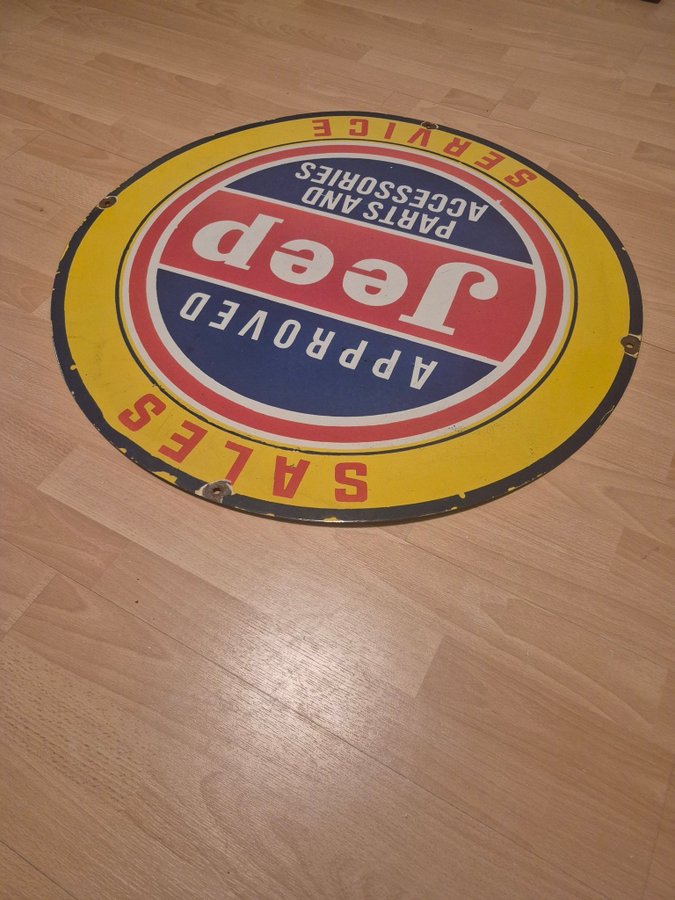 SALES
APPROVED
Jeep
PARTS AND
ACCESSORIES
SERVICE